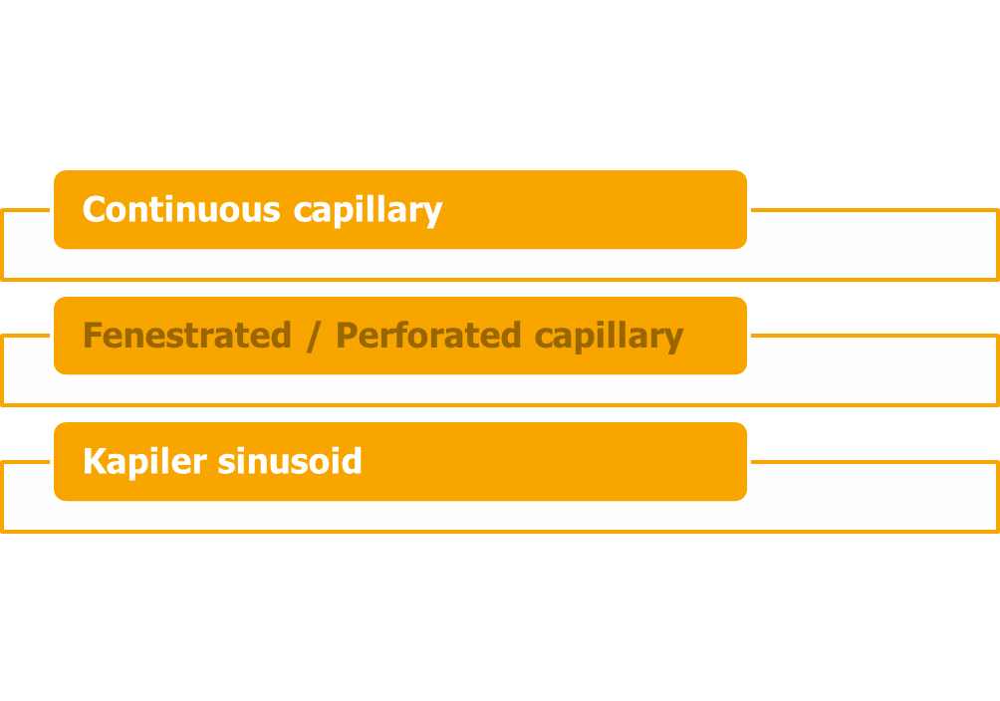 Continuous capillary
Fenestrated / Perforated capillary
Kapiler sinusoid